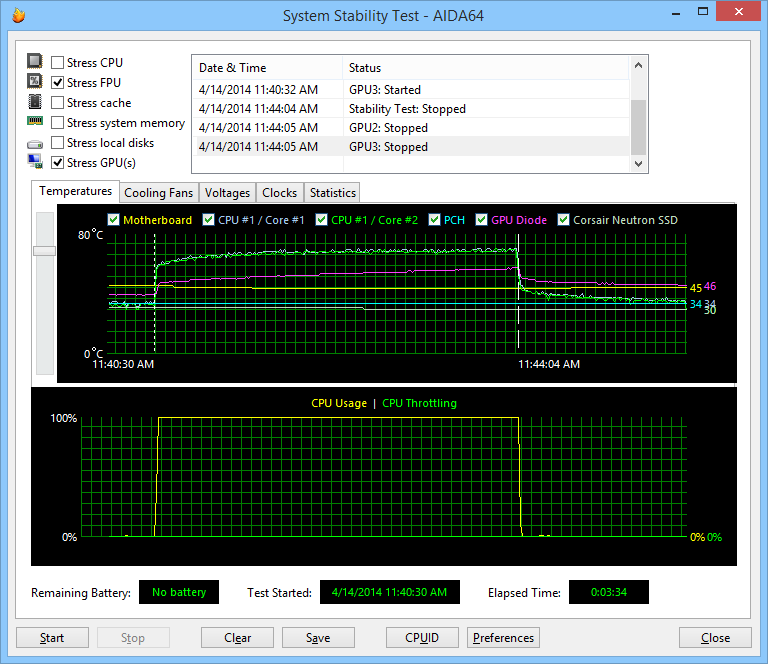 System Stability Test - AIDA64
Stress CPU
Stress FPU
Stress cache
Stress system memory
Stress local disks
Stress GPU(s)
Date & Time Status
4/14/2014 11:40:32 AM GPU3: Started
4/14/2014 11:44:04 AM Stability Test: Stopped
4/14/2014 11:44:05 AM GPU2: Stopped
4/14/2014 11:44:05 AM GPU3: Stopped
Temperatures Cooling Fans Voltages Clocks Statistics
Motherboard CPU #1 / Core #1 CPU #1 / Core #2 PCH GPU Diode Corsair Neutron SSD
80°C
45 46
34 34
30
0°C
11:40:30 AM 11:44:04 AM
CPU Usage | CPU Throttling
100%
0% 0% 0%
Remaining Battery: No battery Test Started: 4/14/2014 11:40:30 AM Elapsed Time: 0:03:34
Start Stop Clear Save CPUID Preferences Close